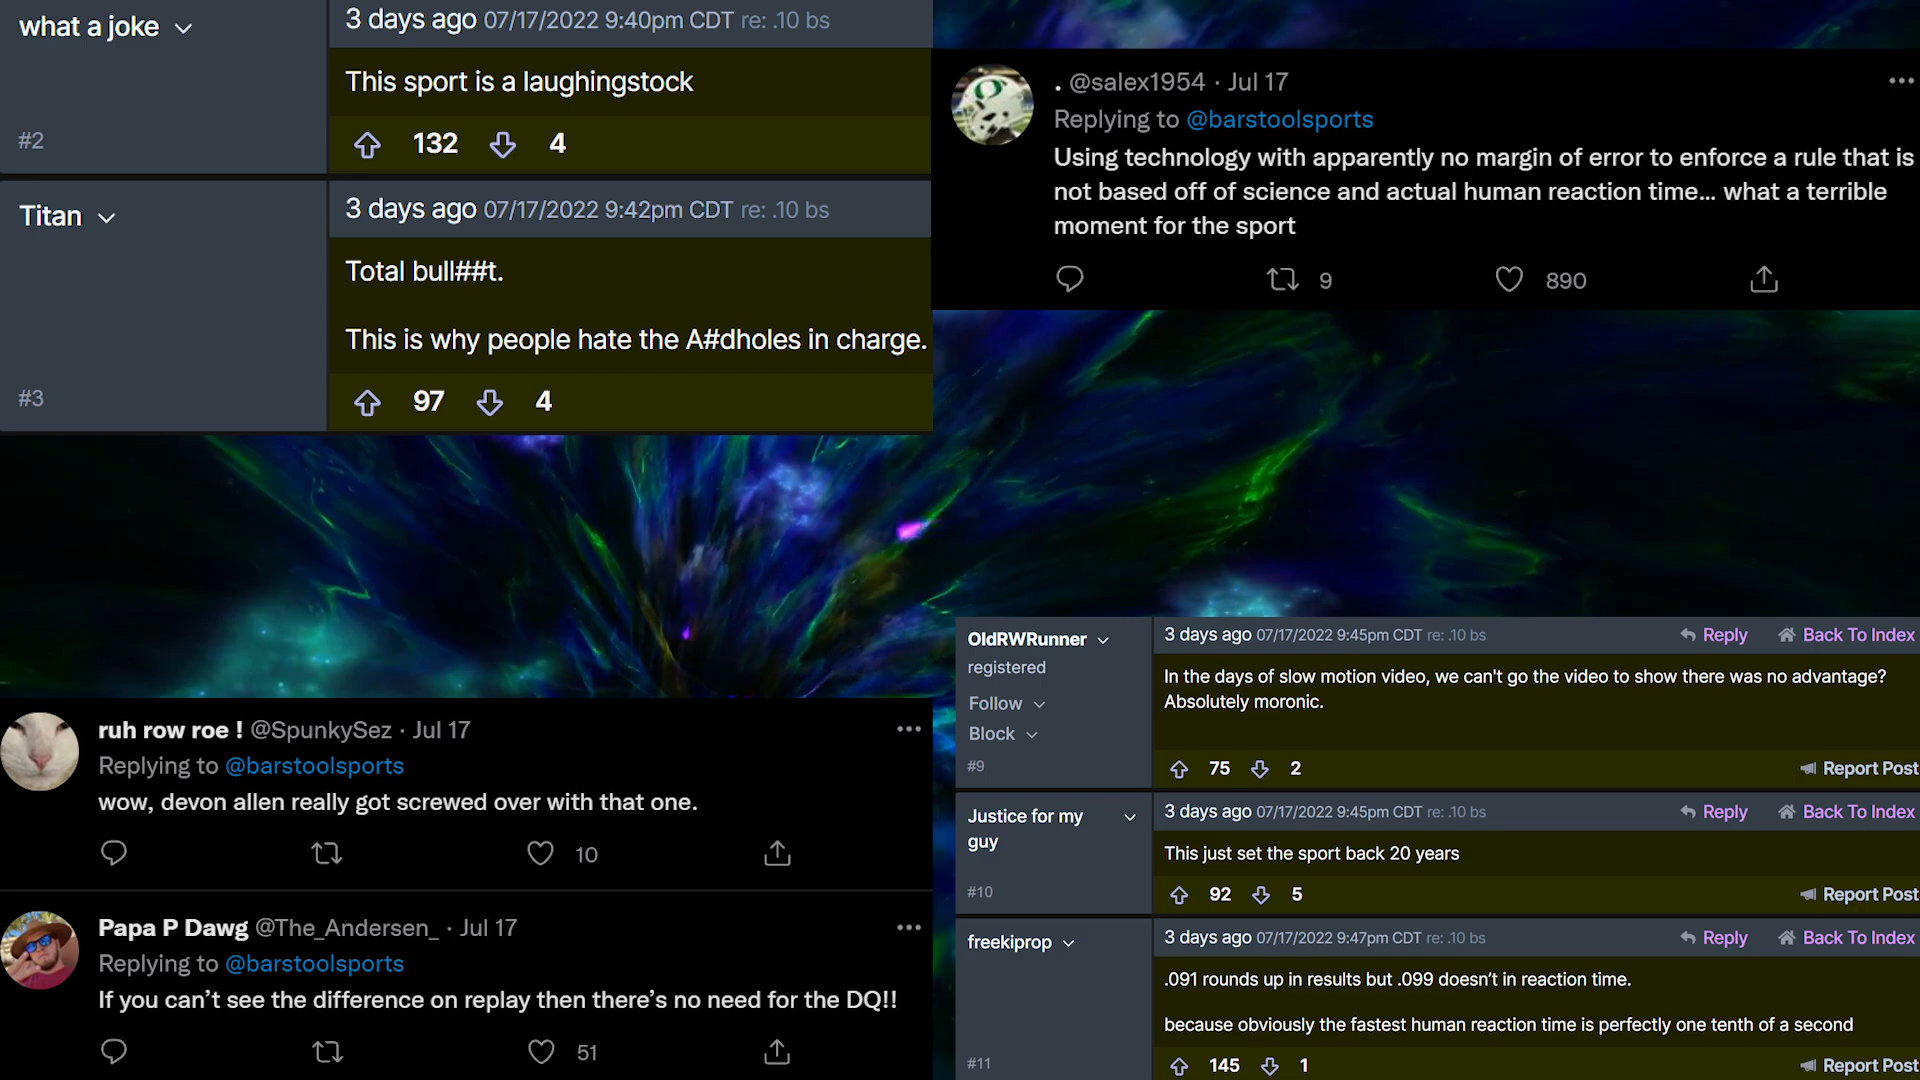 what a joke
3 days ago 07/17/2022 9:40pm CDT re: .10 bs
This sport is a laughingstock
#2
132 4
Titan
3 days ago 07/17/2022 9:42pm CDT re: .10 bs
Total bull##t.
This is why people hate the A#dholes in charge.
#3
97 4
. @salex1954 · Jul 17
Replying to @barstoolsports
Using technology with apparently no margin of error to enforce a rule that is
not based off of science and actual human reaction time... what a terrible
moment for the sport
9 890
ruh row roe ! @SpunkySez · Jul 17
Replying to @barstoolsports
wow, devon allen really got screwed over with that one.
10
Papa P Dawg @The_Andersen_ · Jul 17
Replying to @barstoolsports
If you can’t see the difference on replay then there’s no need for the DQ!!
51
OldRWRunner
registered
Follow
Block
#9
3 days ago 07/17/2022 9:45pm CDT re: .10 bs Reply Back To Index
In the days of slow motion video, we can't go the video to show there was no advantage?
Absolutely moronic.
75 2 Report Post
Justice for my
guy
#10
3 days ago 07/17/2022 9:45pm CDT re: .10 bs Reply Back To Index
This just set the sport back 20 years
92 5 Report Post
freekiprop
#11
3 days ago 07/17/2022 9:47pm CDT re: .10 bs Reply Back To Index
.091 rounds up in results but .099 doesn’t in reaction time.
because obviously the fastest human reaction time is perfectly one tenth of a second
145 1 Report Post